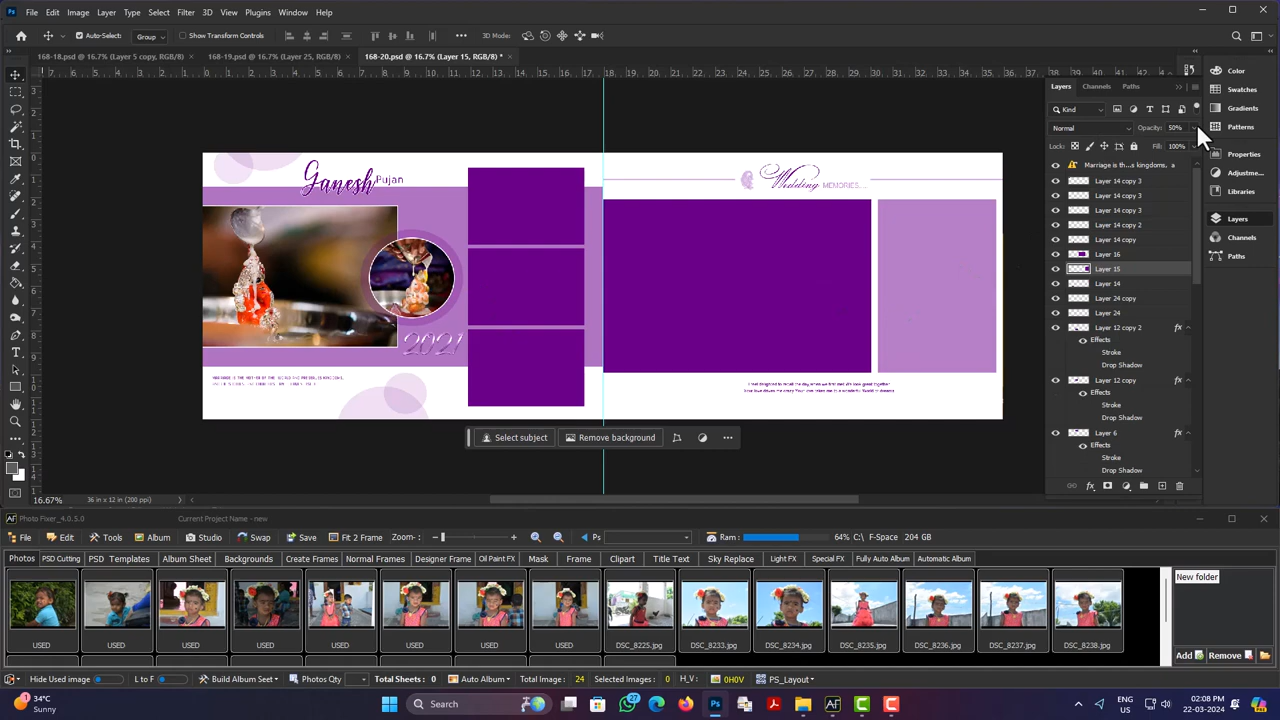 File Edit Image Layer Type Select Filter 3D View Plugins Window Help
Auto-Select: Group Show Transform Controls 3D Mode:
168-18.psd @ 16.7% (Layer 5 copy, RGB/8) × 168-19.psd @ 16.7% (Layer 25, RGB/8) × 168-20.psd @ 16.7% (Layer 15, RGB/8) * ×
Ganesh Pujan
2021
Wedding MEMORIES....
Select subject Remove background
16.67% 36 in x 12 in (200 ppi)
Layers Channels Paths
Kind
Normal Opacity: 50%
Lock: Fill: 100%
Marriage is th...s kingdoms, a
Layer 14 copy 3
Layer 14 copy 3
Layer 14 copy 3
Layer 14 copy 2
Layer 14 copy
Layer 16
Layer 15
Layer 14
Layer 24 copy
Layer 24
Layer 12 copy 2 fx
Effects
Stroke
Drop Shadow
Layer 12 copy fx
Effects
Stroke
Drop Shadow
Layer 6 fx
Effects
Stroke
Drop Shadow
Color
Swatches
Gradients
Patterns
Properties
Adjustme...
Libraries
Layers
Channels
Paths
Photo Fixer_4.0.5.0 Current Project Name - new
File Edit Tools Album Studio Swap Save Fit 2 Frame Zoom- Ps Ram : 64% C:\ F-Space 204 GB
Photos PSD Cutting PSD Templates Album Sheet Backgrounds Create Frames Normal Frames Designer Frame Oil Paint FX Mask Frame Clipart Title Text Sky Replace Light FX Special FX Fully Auto Album Automatic Album
New folder
USED USED USED USED USED USED USED USED DSC_8225.jpg DSC_8233.jpg DSC_8234.jpg DSC_8235.jpg DSC_8236.jpg DSC_8237.jpg DSC_8238.jpg
Add Remove
Hide Used image L to F Build Album Seet Photos Qty Total Sheets: 0 Auto Album Total Image: 24 Selected Images: 0 H_V: 0H0V PS_Layout
34°C
Sunny
Search
27
ENG
US
02:08 PM
22-03-2024